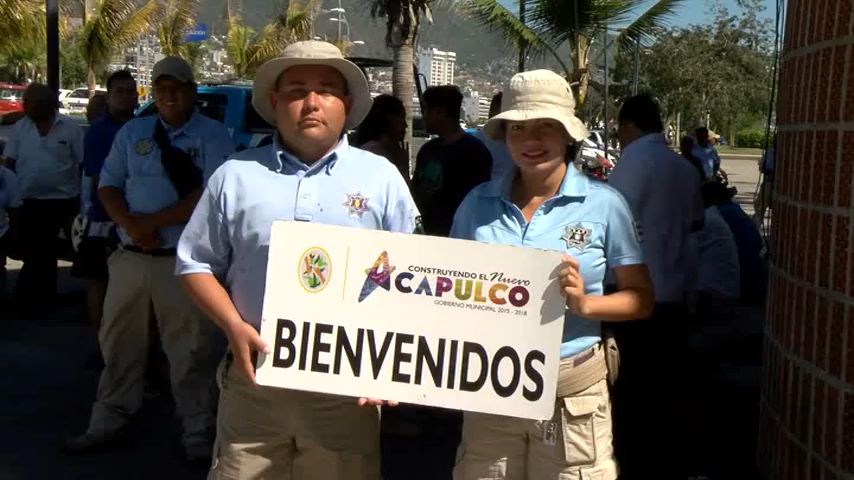 CONSTRUYENDO EL Nuevo
ACAPULCO
GOBIERNO MUNICIPAL 2015 - 2018
BIENVENIDOS